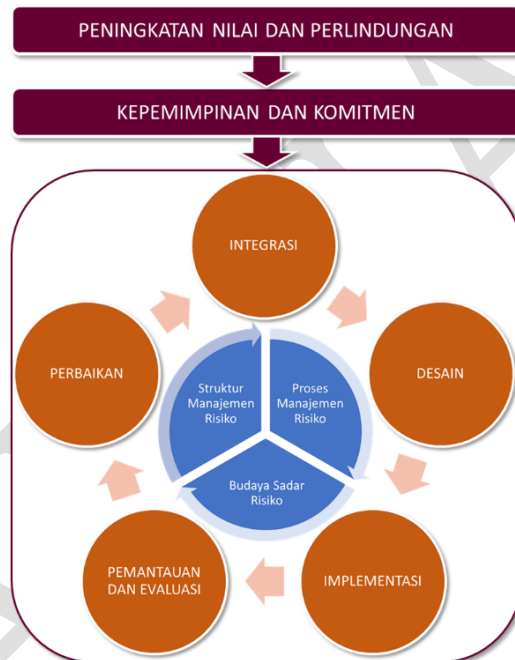 PENINGKATAN NILAI DAN PERLINDUNGAN
KEPEMIMPINAN DAN KOMITMEN
INTEGRASI
PERBAIKAN
DESAIN
Struktur
Manajemen
Risiko
Proses
Manajemen
Risiko
Budaya Sadar
Risiko
PEMANTAUAN
DAN EVALUASI
IMPLEMENTASI